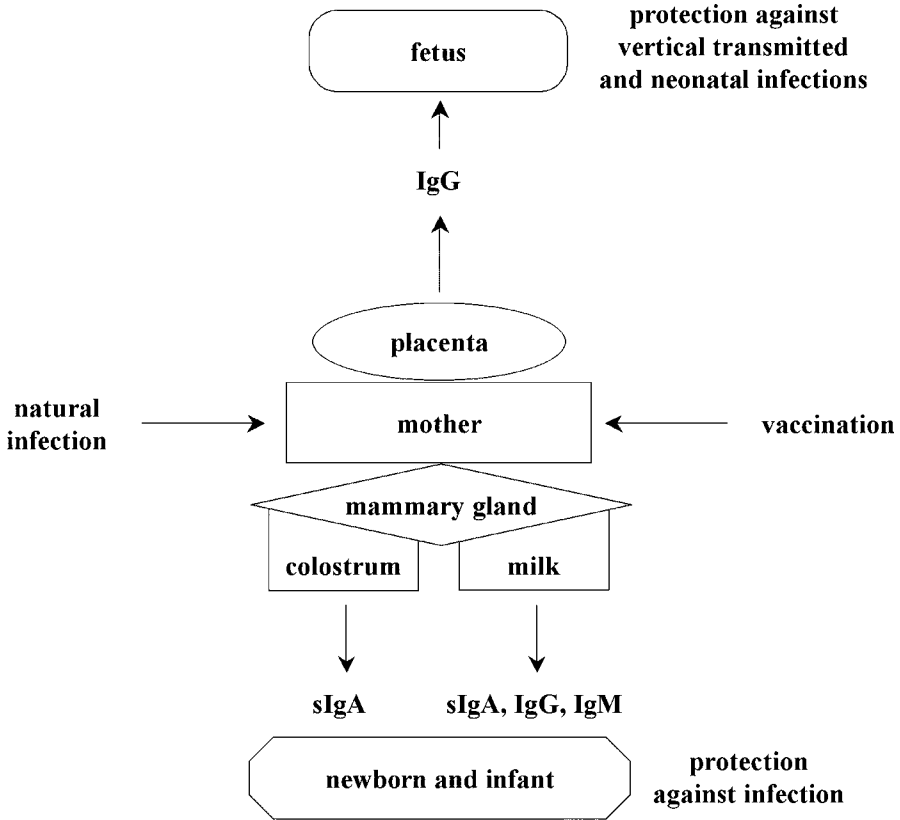 protection against
vertical transmitted
and neonatal infections
fetus
IgG
placenta
natural
infection
mother
vaccination
mammary gland
colostrum
milk
sIgA
sIgA, IgG, IgM
newborn and infant
protection
against infection